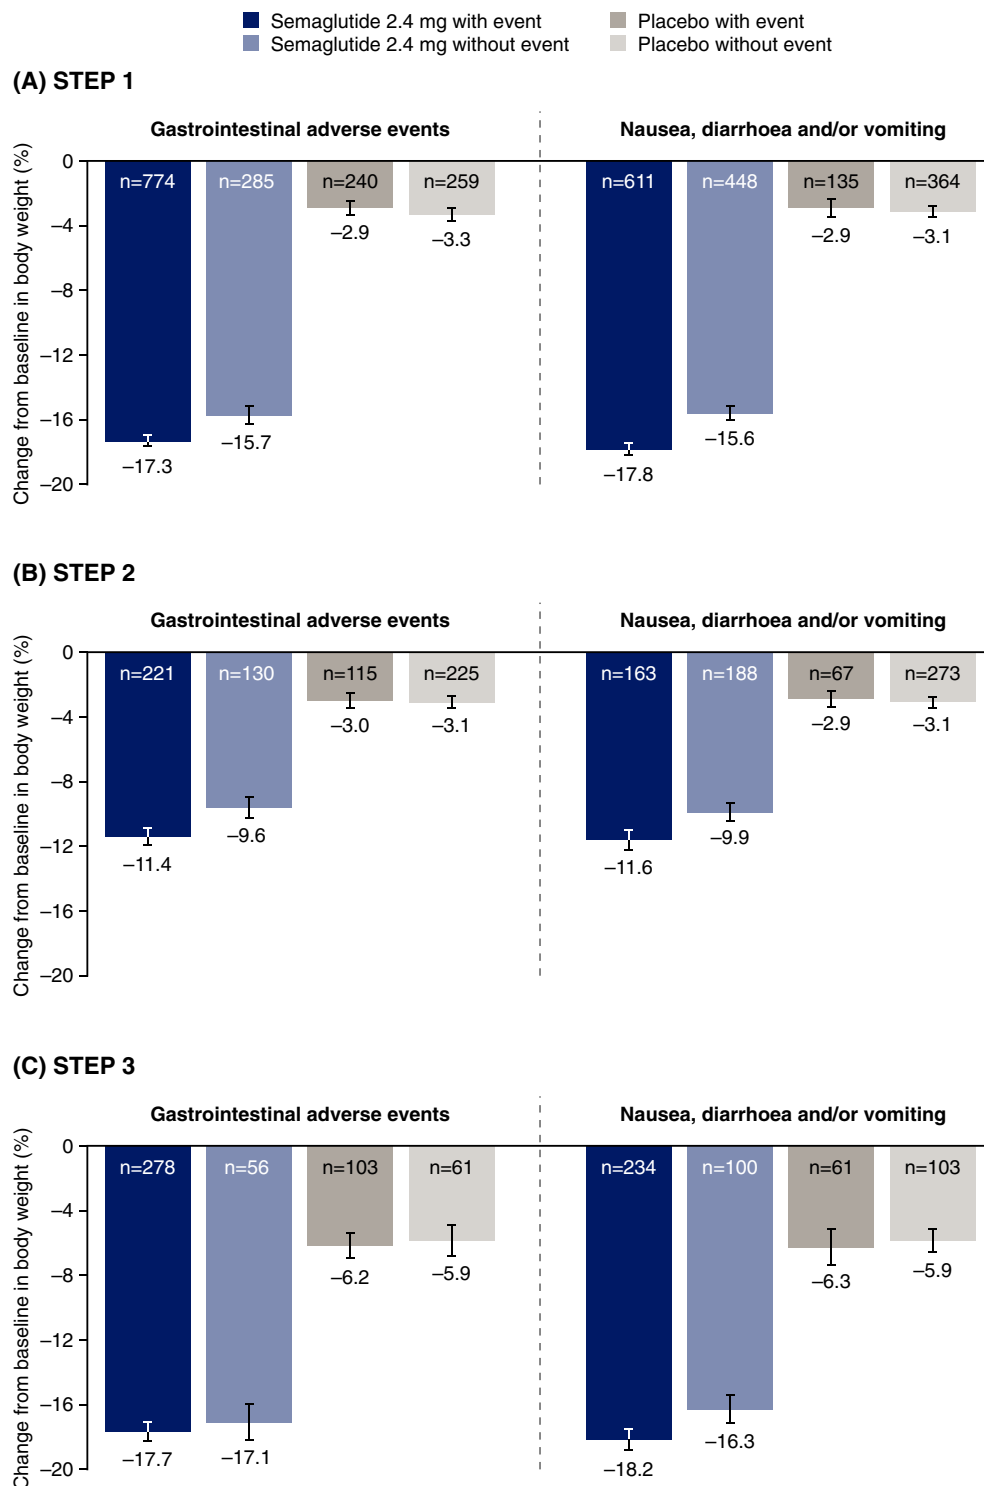 Semaglutide 2.4 mg with event
Placebo with event
Semaglutide 2.4 mg without event
Placebo without event
(A) STEP 1
Gastrointestinal adverse events
Nausea, diarrhoea and/or vomiting
Change from baseline in body weight (%)
0
–4
–8
–12
–16
–20
n=774
n=285
n=240
n=259
n=611
n=448
n=135
n=364
–17.3
–15.7
–2.9
–3.3
–17.8
–15.6
–2.9
–3.1
(B) STEP 2
Gastrointestinal adverse events
Nausea, diarrhoea and/or vomiting
Change from baseline in body weight (%)
0
–4
–8
–12
–16
–20
n=221
n=130
n=115
n=225
n=163
n=188
n=67
n=273
–11.4
–9.6
–3.0
–3.1
–11.6
–9.9
–2.9
–3.1
(C) STEP 3
Gastrointestinal adverse events
Nausea, diarrhoea and/or vomiting
Change from baseline in body weight (%)
0
–4
–8
–12
–16
–20
n=278
n=56
n=103
n=61
n=234
n=100
n=61
n=103
–17.7
–17.1
–6.2
–5.9
–18.2
–16.3
–6.3
–5.9